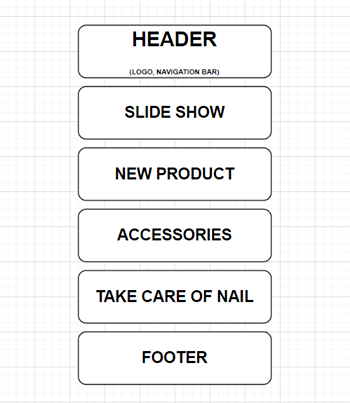 HEADER
(LOGO, NAVIGATION BAR)
SLIDE SHOW
NEW PRODUCT
ACCESSORIES
TAKE CARE OF NAIL
FOOTER